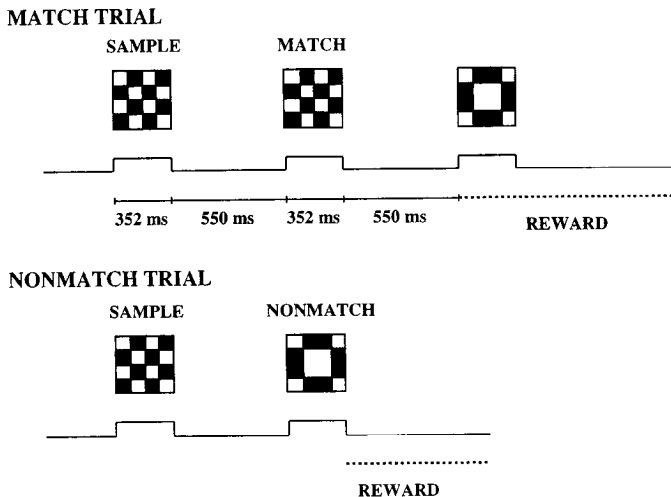 MATCH TRIAL
SAMPLE MATCH
352 ms 550 ms 352 ms 550 ms
REWARD
NONMATCH TRIAL
SAMPLE NONMATCH
REWARD